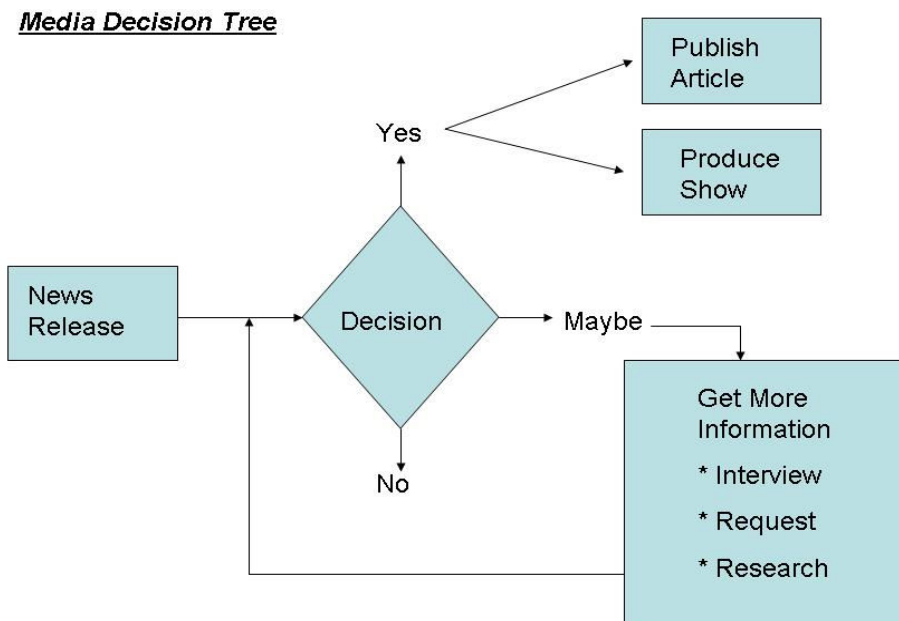 Media Decision Tree
Publish
Article
Yes
Produce
Show
News
Release
Decision
Maybe
Get More
Information
* Interview
* Request
* Research
No